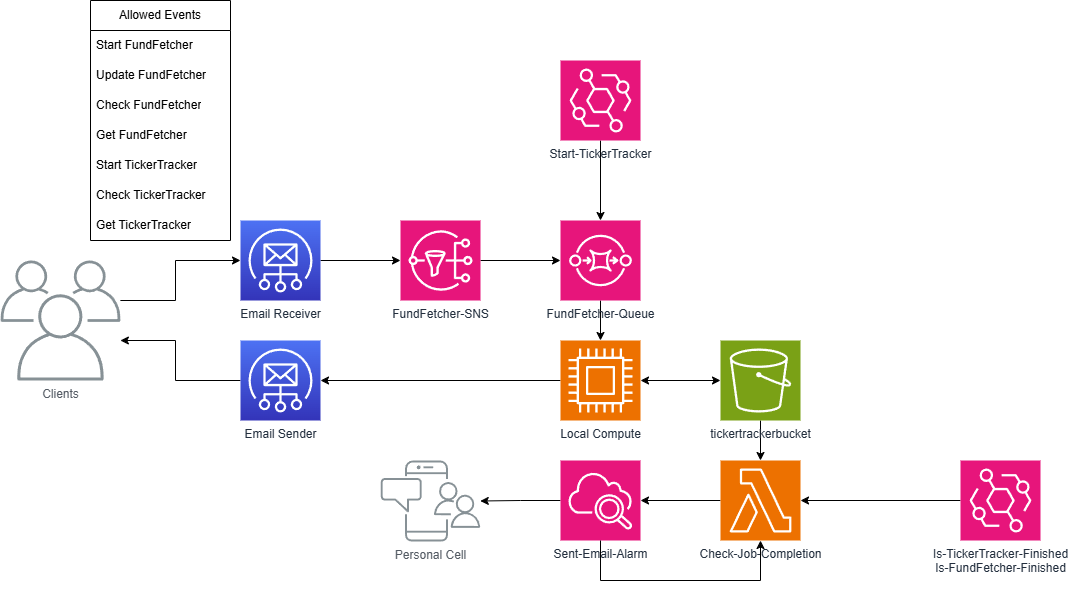 Allowed Events
Start FundFetcher
Update FundFetcher
Check FundFetcher
Get FundFetcher
Start TickerTracker
Check TickerTracker
Get TickerTracker
Start-TickerTracker
Email Receiver
FundFetcher-SNS
FundFetcher-Queue
Clients
Email Sender
Local Compute
tickertrackerbucket
Personal Cell
Sent-Email-Alarm
Check-Job-Completion
Is-TickerTracker-Finished
Is-FundFetcher-Finished